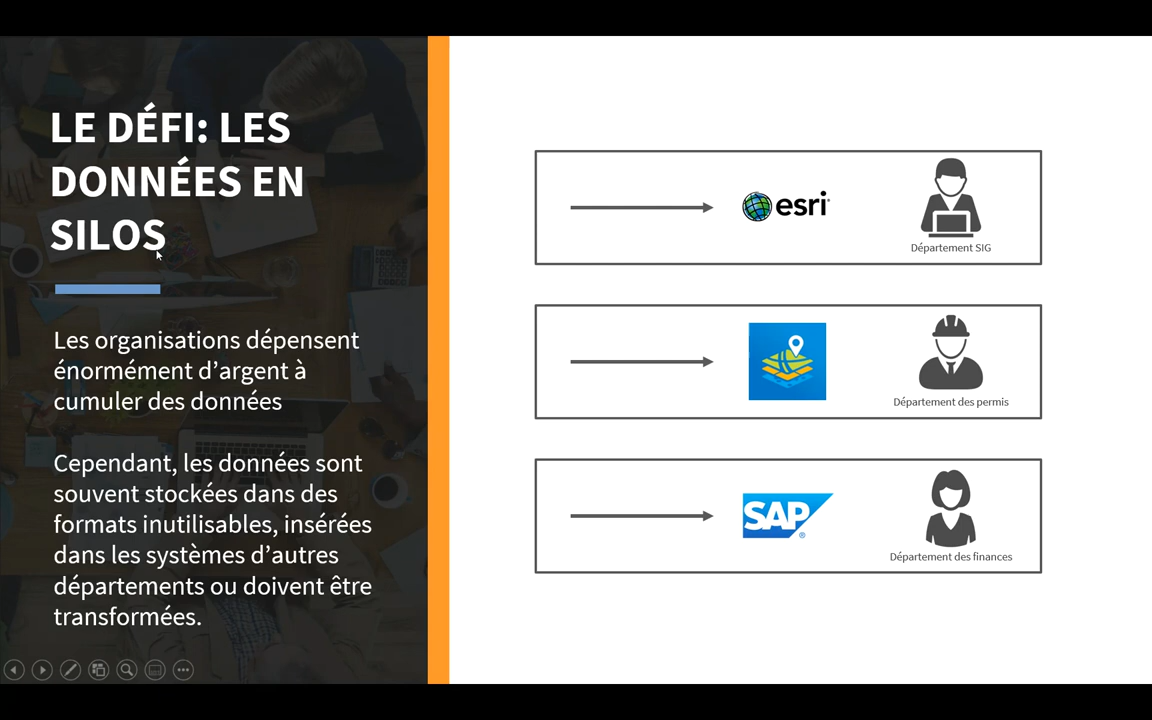 LE DÉFI: LES
DONNÉES EN
SILOS
Les organisations dépensent
énormément d’argent à
cumuler des données
Cependant, les données sont
souvent stockées dans des
formats inutilisables, insérées
dans les systèmes d’autres
départements ou doivent être
transformées.
esri
Département SIG
Département des permis
SAP®
Département des finances